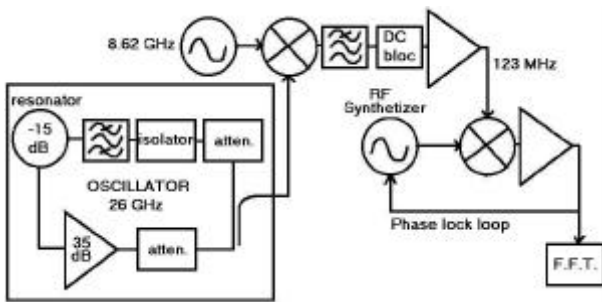 8.62 GHz
DC
bloc
123 MHz
resonator
-15
dB
isolator
atten.
OSCILLATOR
26 GHz
35
dB
atten.
RF
Synthetizer
Phase lock loop
F.F.T.